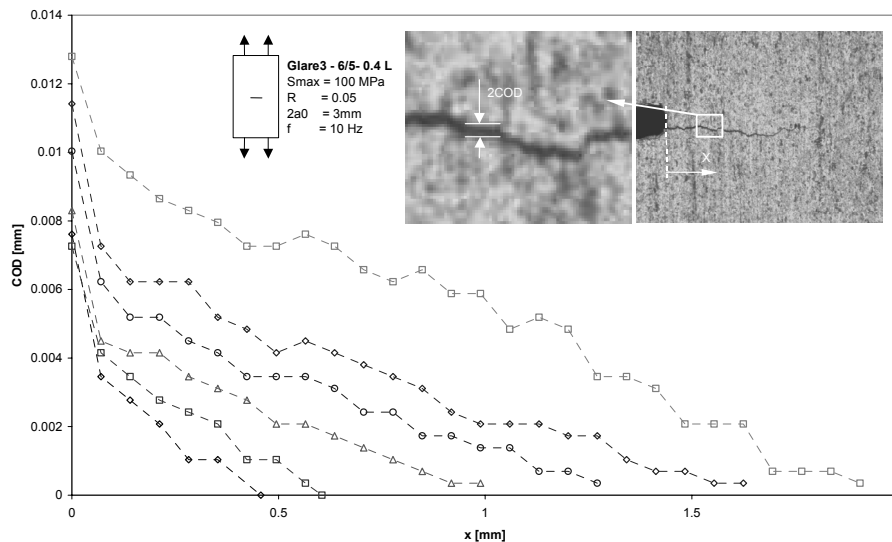 0.014
0.012
0.010
0.008
0.006
0.004
0.002
0
COD [mm]
0
0.5
1
1.5
x [mm]
Glare3 - 6/5- 0.4 L
Smax = 100 MPa
R = 0.05
2a0 = 3mm
f = 10 Hz
2COD
X